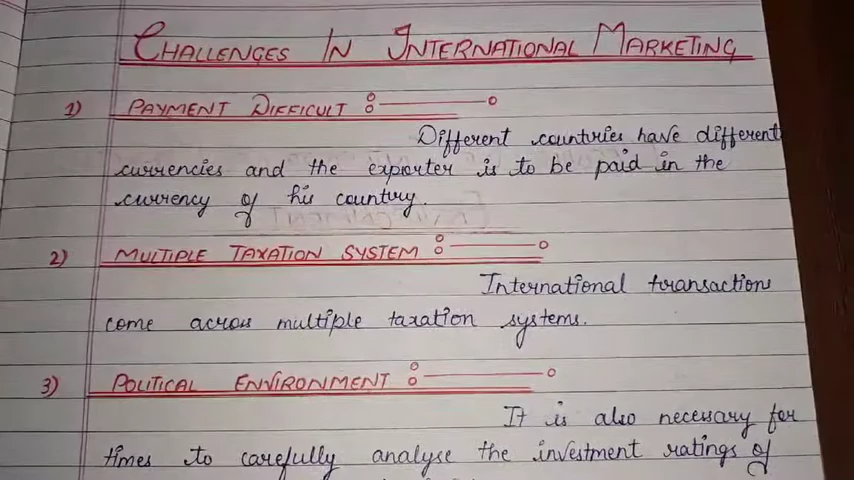 CHALLENGES IN INTERNATIONAL MARKETING
1) PAYMENT DIFFICULT
Different countries have different
currencies and the exporter is to be paid in the
currency of his country.
2) MULTIPLE TAXATION SYSTEM
International transaction
come across multiple taxation systems.
3) POLITICAL ENVIRONMENT
It is also necessary for
times to carefully analyse the investment ratings of